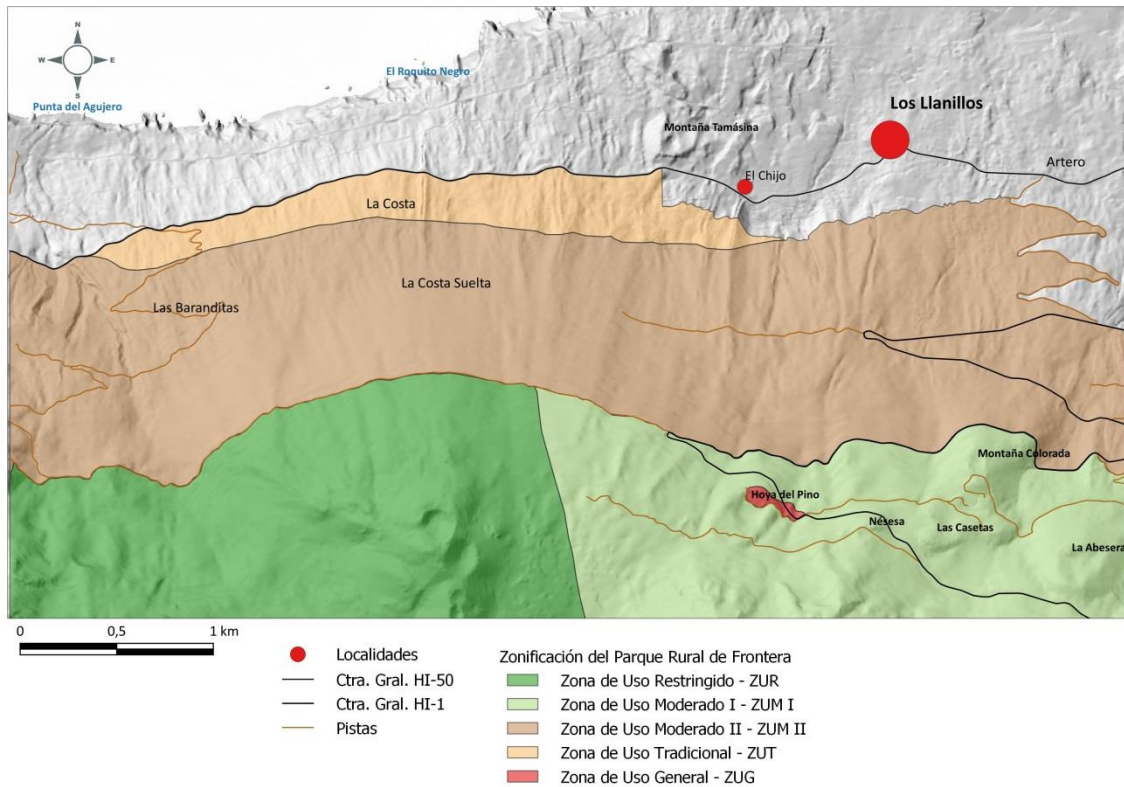 N
W E
S
Punta del Agujero
El Roquito Negro
Los Llanillos
Montaña Tamásina
Artero
El Chijo
La Costa
La Costa Suelta
Las Baranditas
Montaña Colorada
Hoya del Pino
Nésesa
Las Casetas
La Abesera
0 0,5 1 km
Localidades
Ctra. Gral. HI-50
Ctra. Gral. HI-1
Pistas
Zonificación del Parque Rural de Frontera
Zona de Uso Restringido - ZUR
Zona de Uso Moderado I - ZUM I
Zona de Uso Moderado II - ZUM II
Zona de Uso Tradicional - ZUT
Zona de Uso General - ZUG